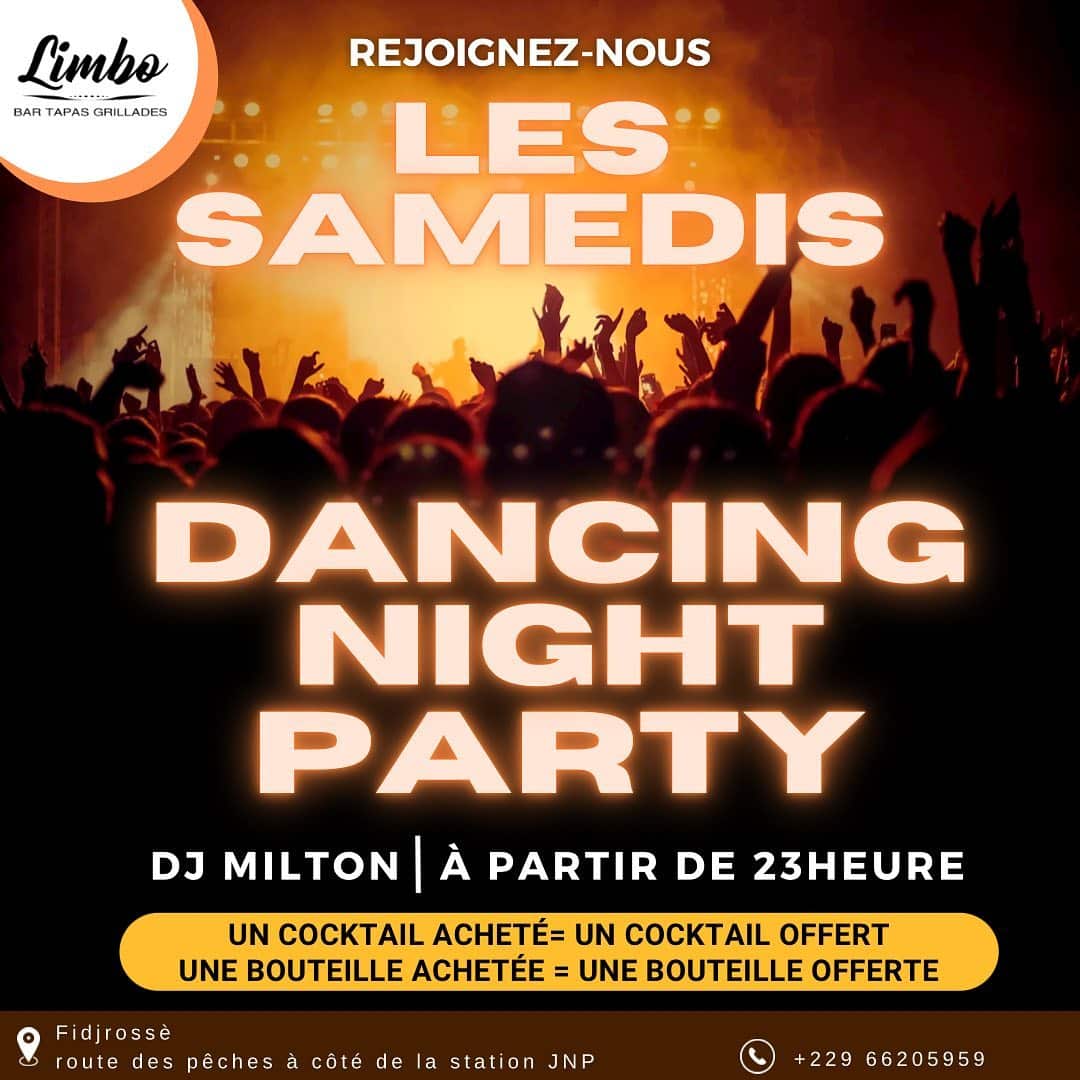 Limbo
BAR TAPAS GRILLADES
REJOIGNEZ-NOUS
LES
SAMEDIS
DANCING
NIGHT
PARTY
DJ MILTON | À PARTIR DE 23HEURE
UN COCKTAIL ACHETÉ= UN COCKTAIL OFFERT
UNE BOUTEILLE ACHETÉE = UNE BOUTEILLE OFFERTE
Fidjrossè
route des pêches à côté de la station JNP
+229 66205959